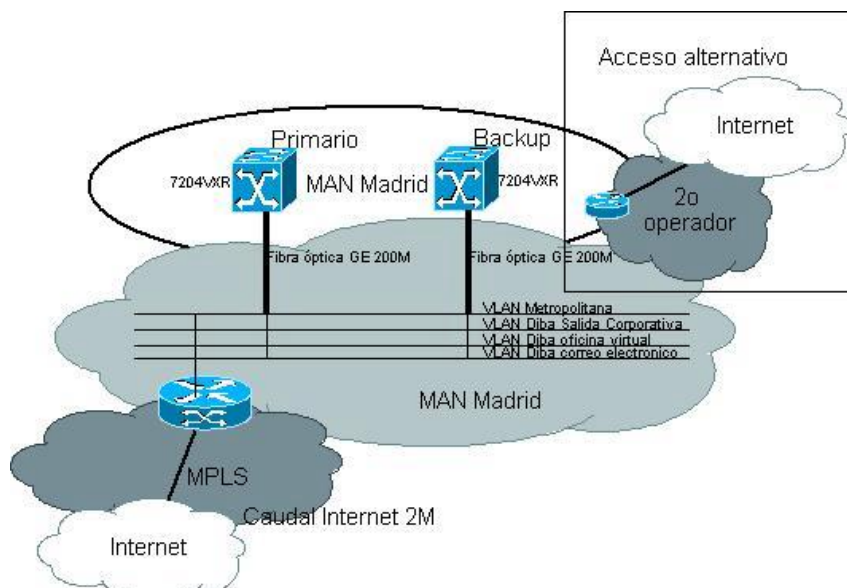 Acceso alternativo
Internet
2o
operador
Primario
Backup
7204VXR
MAN Madrid
7204VXR
Fibra óptica GE 200M
Fibra óptica GE 200M
VLAN Metropolitana
VLAN Diba Salida Corporativa
VLAN Diba oficina virtual
VLAN Diba correo electronico
MAN Madrid
MPLS
Caudal Internet 2M
Internet